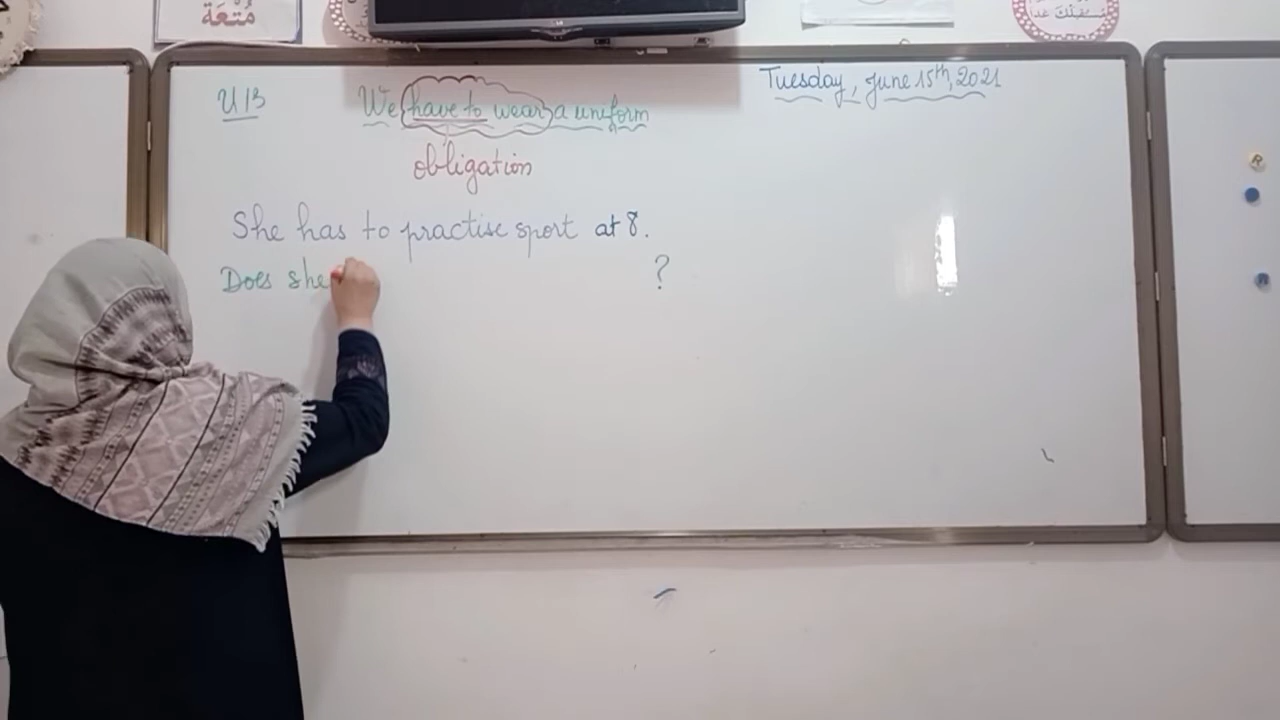 مُتْعَة
Tuesday, June 15th, 2021
U13
We have to wear a uniform
obligation
She has to practise sport at 8.
Does she ?
R